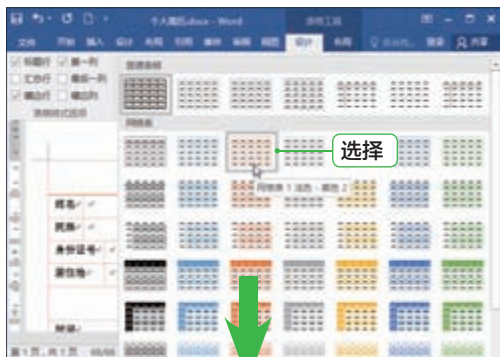 个人简历.docx - Word
表格工具
文件 开始 插入 设计 布局 引用 邮件 审阅 视图 设计 布局 登录 共享
标题行 第一列
汇总行 最后一列
镶边行 镶边列
表格样式选项
普通表格
网格表
选择
网格表 1 浅色 - 着色 2
姓名
民族
身份证号
居住地
第1页，共1页